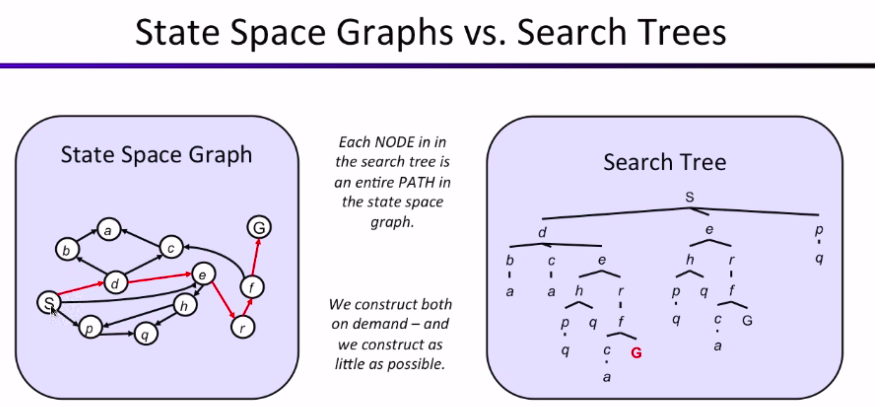 State Space Graphs vs. Search Trees
State Space Graph
a
G
b
c
e
d
f
S
h
p
q
r
Each NODE in in
the search tree is
an entire PATH in
the state space
graph.
We construct both
on demand – and
we construct as
little as possible.
Search Tree
S
d e p
b c e h r q
a a h r p q f
p q f q c G
q c G a
a